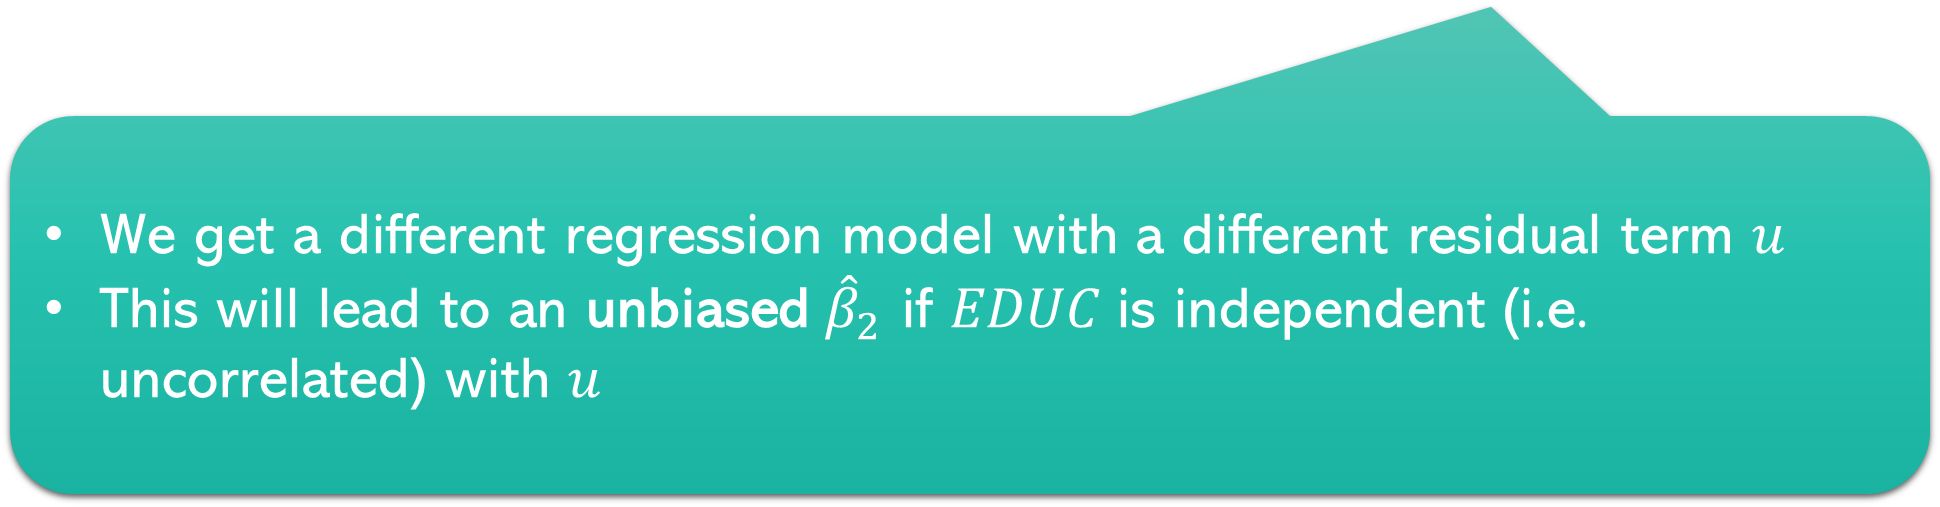 • We get a different regression model with a different residual term 𝑢
• This will lead to an unbiased 𝛽̂₂ if 𝐸𝐷𝑈𝐶 is independent (i.e.
uncorrelated) with 𝑢